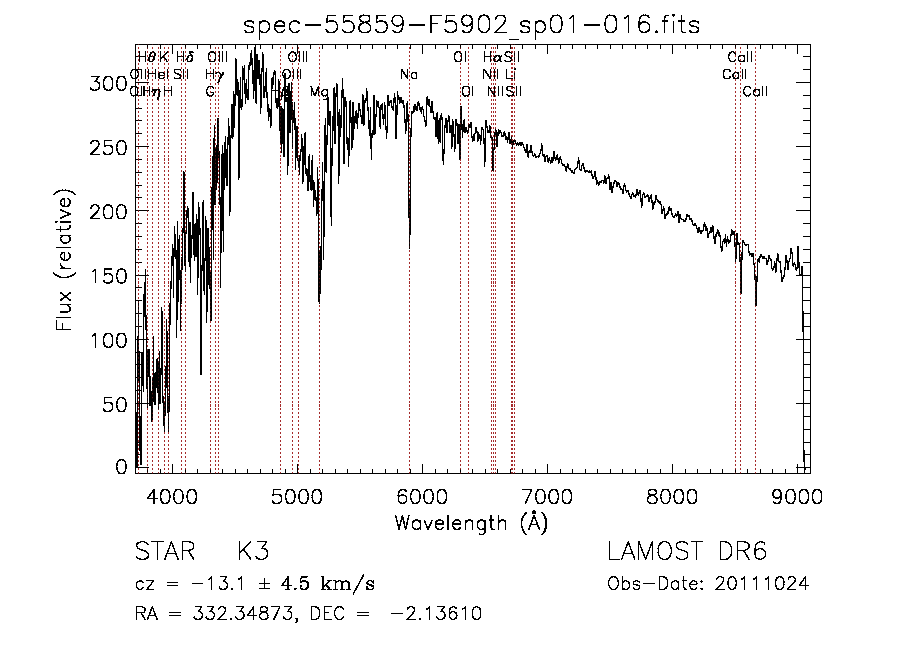 spec-55859-F5902_sp01-016.fits
Hθ K Hδ OIII OIII OI Hα SII CaII
OII HeI SII Hγ OIII Na NII Li CaII
OII Hη H G Mg OI NII SII CaII
300
250
200
150
100
50
0
Flux (relative)
4000 5000 6000 7000 8000 9000
Wavelength (Å)
STAR K3
LAMOST DR6
cz = −13.1 ± 4.5 km/s
Obs-Date: 20111024
RA = 332.34873, DEC = −2.13610